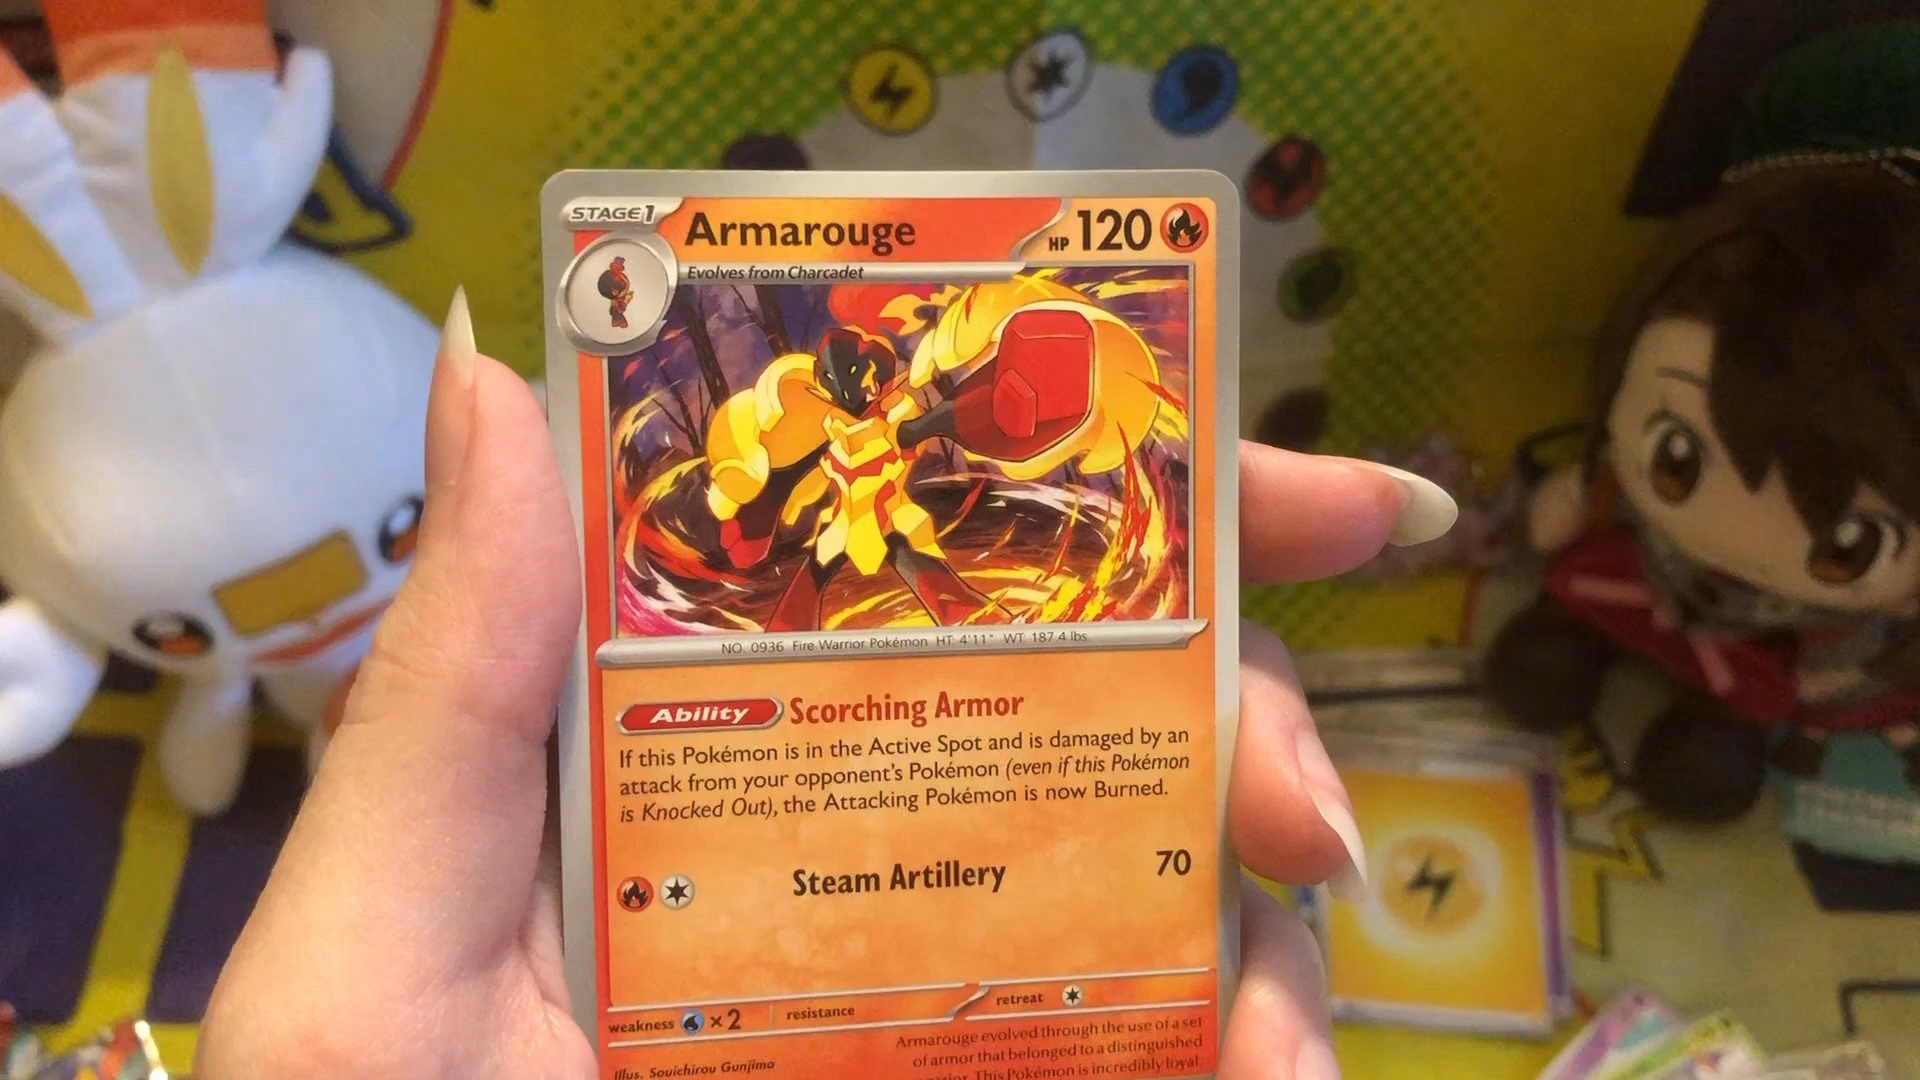 STAGE1
Armarouge
HP 120
Evolves from Charcadet
NO. 0936 Fire Warrior Pokémon HT: 4'11" WT: 187.4 lbs.
Ability Scorching Armor
If this Pokémon is in the Active Spot and is damaged by an
attack from your opponent's Pokémon (even if this Pokémon
is Knocked Out), the Attacking Pokémon is now Burned.
Steam Artillery 70
weakness ×2 resistance retreat
Illus. Souichirou Gunjima
Armarouge evolved through the use of a set
of armor that belonged to a distinguished
This Pokémon is incredibly loyal.